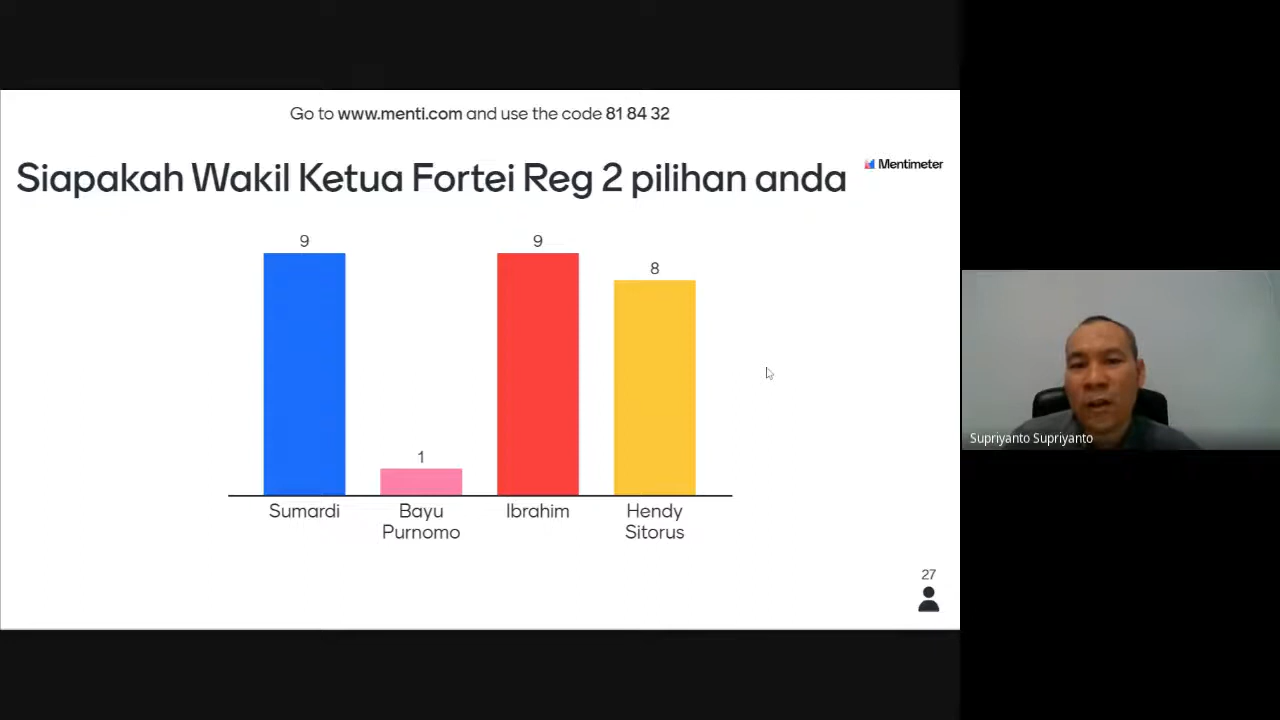 Go to www.menti.com and use the code 81 84 32
Siapakah Wakil Ketua Fortei Reg 2 pilihan anda
Mentimeter
9
1
9
8
Sumardi
Bayu
Purnomo
Ibrahim
Hendy
Sitorus
27
Supriyanto Supriyanto